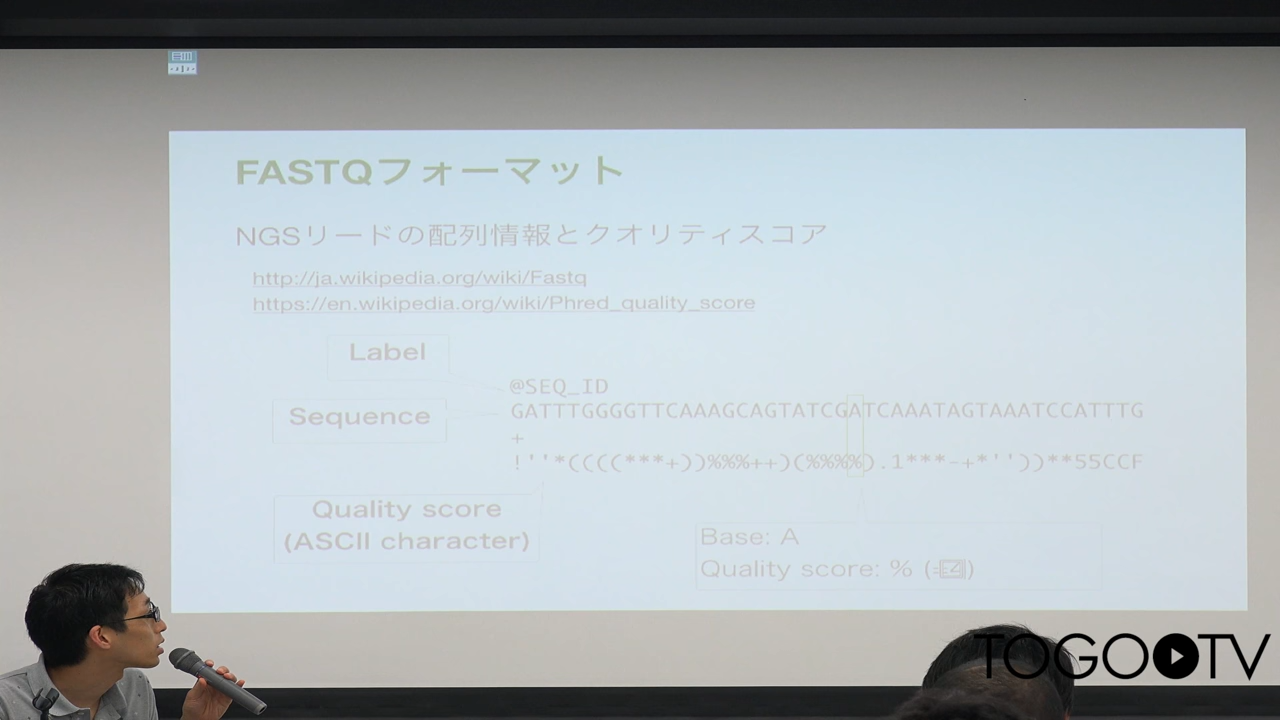 FASTQフォーマット
NGSリードの配列情報とクオリティスコア
http://ja.wikipedia.org/wiki/Fastq
https://en.wikipedia.org/wiki/Phred_quality_score
Label
@SEQ_ID
Sequence
GATTTGGGGTTCAAAGCAGTATCGATCAAATAGTAAATCCATTTG
+
!''*((((***+))%%%++)(%%%%).1***-+*''))**55CCF
Quality score
(ASCII character)
Base: A
Quality score: %
TOGOTV